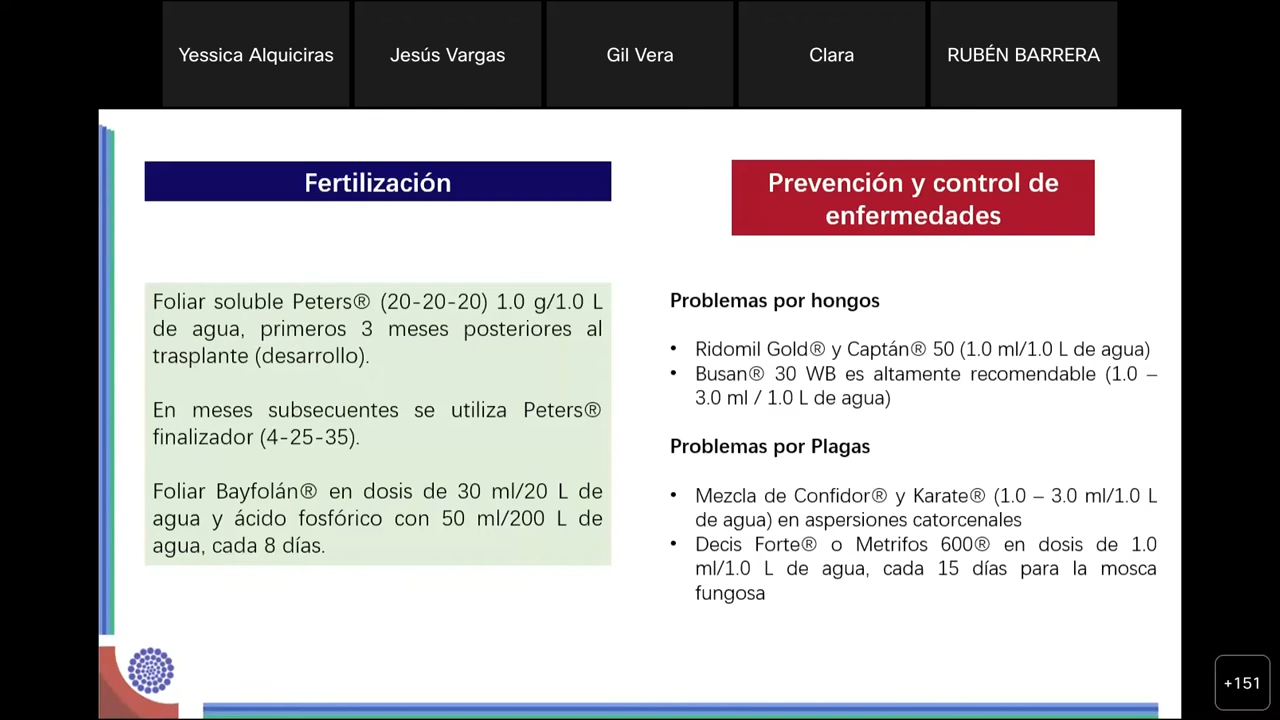 Yessica Alquiciras
Jesús Vargas
Gil Vera
Clara
RUBÉN BARRERA
Fertilización
Foliar soluble Peters® (20-20-20) 1.0 g/1.0 L
de agua, primeros 3 meses posteriores al
trasplante (desarrollo).
En meses subsecuentes se utiliza Peters®
finalizador (4-25-35).
Foliar Bayfolán® en dosis de 30 ml/20 L de
agua y ácido fosfórico con 50 ml/200 L de
agua, cada 8 días.
Prevención y control de
enfermedades
Problemas por hongos
• Ridomil Gold® y Captán® 50 (1.0 ml/1.0 L de agua)
• Busan® 30 WB es altamente recomendable (1.0 –
3.0 ml / 1.0 L de agua)
Problemas por Plagas
• Mezcla de Confidor® y Karate® (1.0 – 3.0 ml/1.0 L
de agua) en aspersiones catorcenales
• Decis Forte® o Metrifos 600® en dosis de 1.0
ml/1.0 L de agua, cada 15 días para la mosca
fungosa
+151